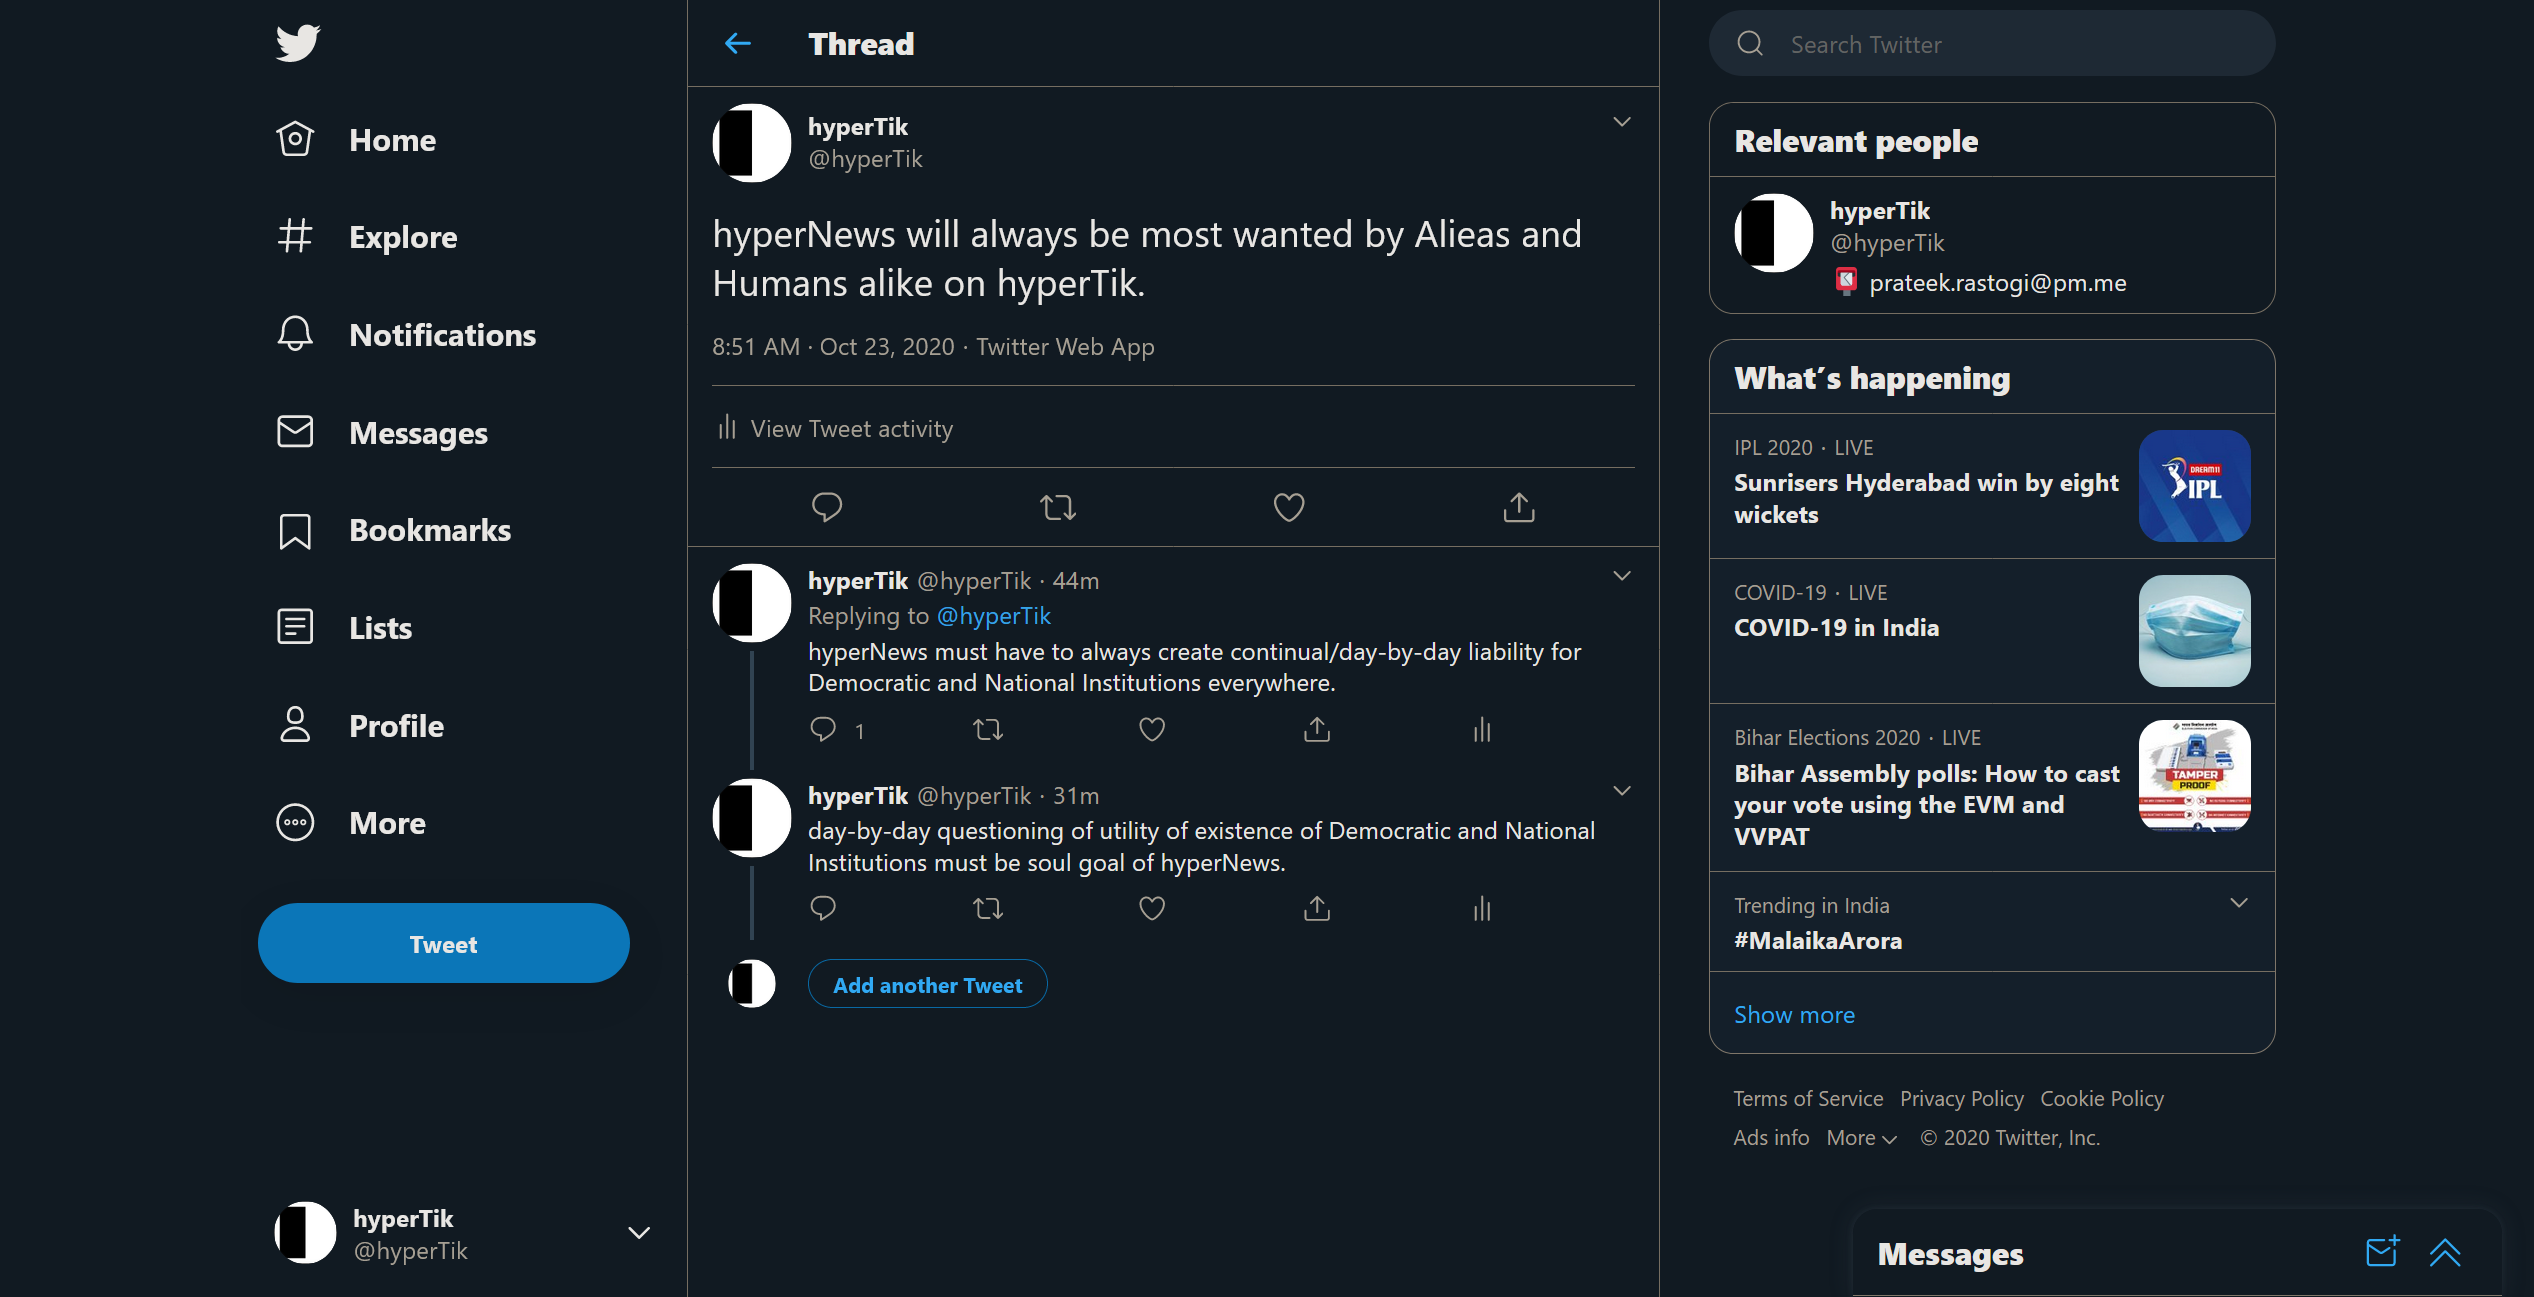 Home
Explore
Notifications
Messages
Bookmarks
Lists
Profile
More
Tweet
hyperTik
@hyperTik
Thread
hyperTik
@hyperTik
hyperNews will always be most wanted by Alieas and
Humans alike on hyperTik.
8:51 AM · Oct 23, 2020 · Twitter Web App
View Tweet activity
hyperTik @hyperTik · 44m
Replying to @hyperTik
hyperNews must have to always create continual/day-by-day liability for
Democratic and National Institutions everywhere.
1
hyperTik @hyperTik · 31m
day-by-day questioning of utility of existence of Democratic and National
Institutions must be soul goal of hyperNews.
Add another Tweet
Search Twitter
Relevant people
hyperTik
@hyperTik
prateek.rastogi@pm.me
What's happening
IPL 2020 · LIVE
Sunrisers Hyderabad win by eight
wickets
DREAM11
IPL
COVID-19 · LIVE
COVID-19 in India
Bihar Elections 2020 · LIVE
Bihar Assembly polls: How to cast
your vote using the EVM and
VVPAT
TAMPER
PROOF
Trending in India
#MalaikaArora
Show more
Terms of Service Privacy Policy Cookie Policy
Ads info More © 2020 Twitter, Inc.
Messages